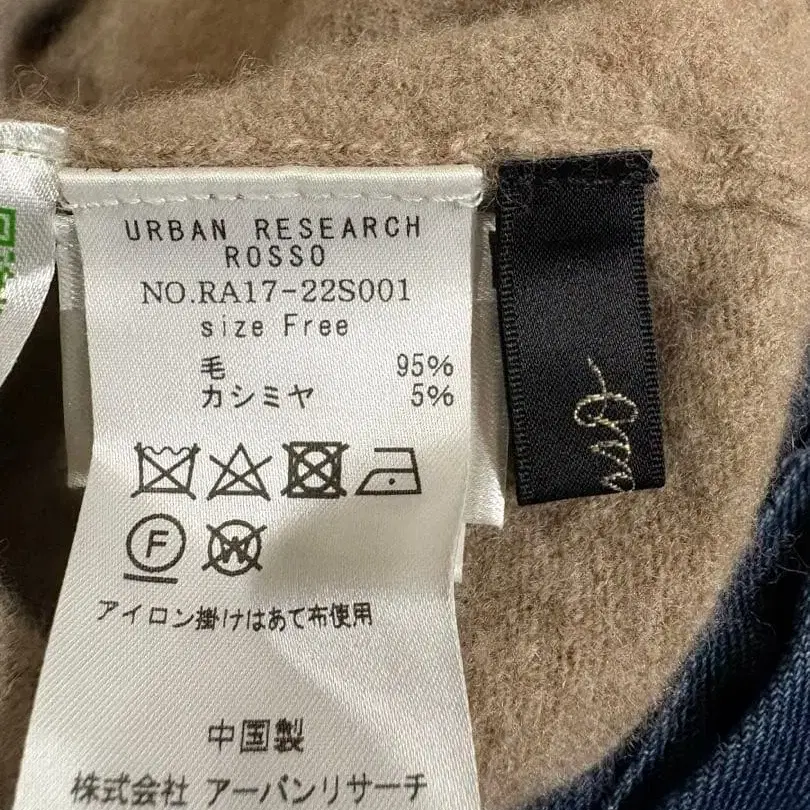 URBAN RESEARCH
ROSSO
NO.RA17-22S001
size Free
毛 95%
カシミヤ 5%
F
W
アイロン掛けはあて布使用
中国製
株式会社 アーバンリサーチ